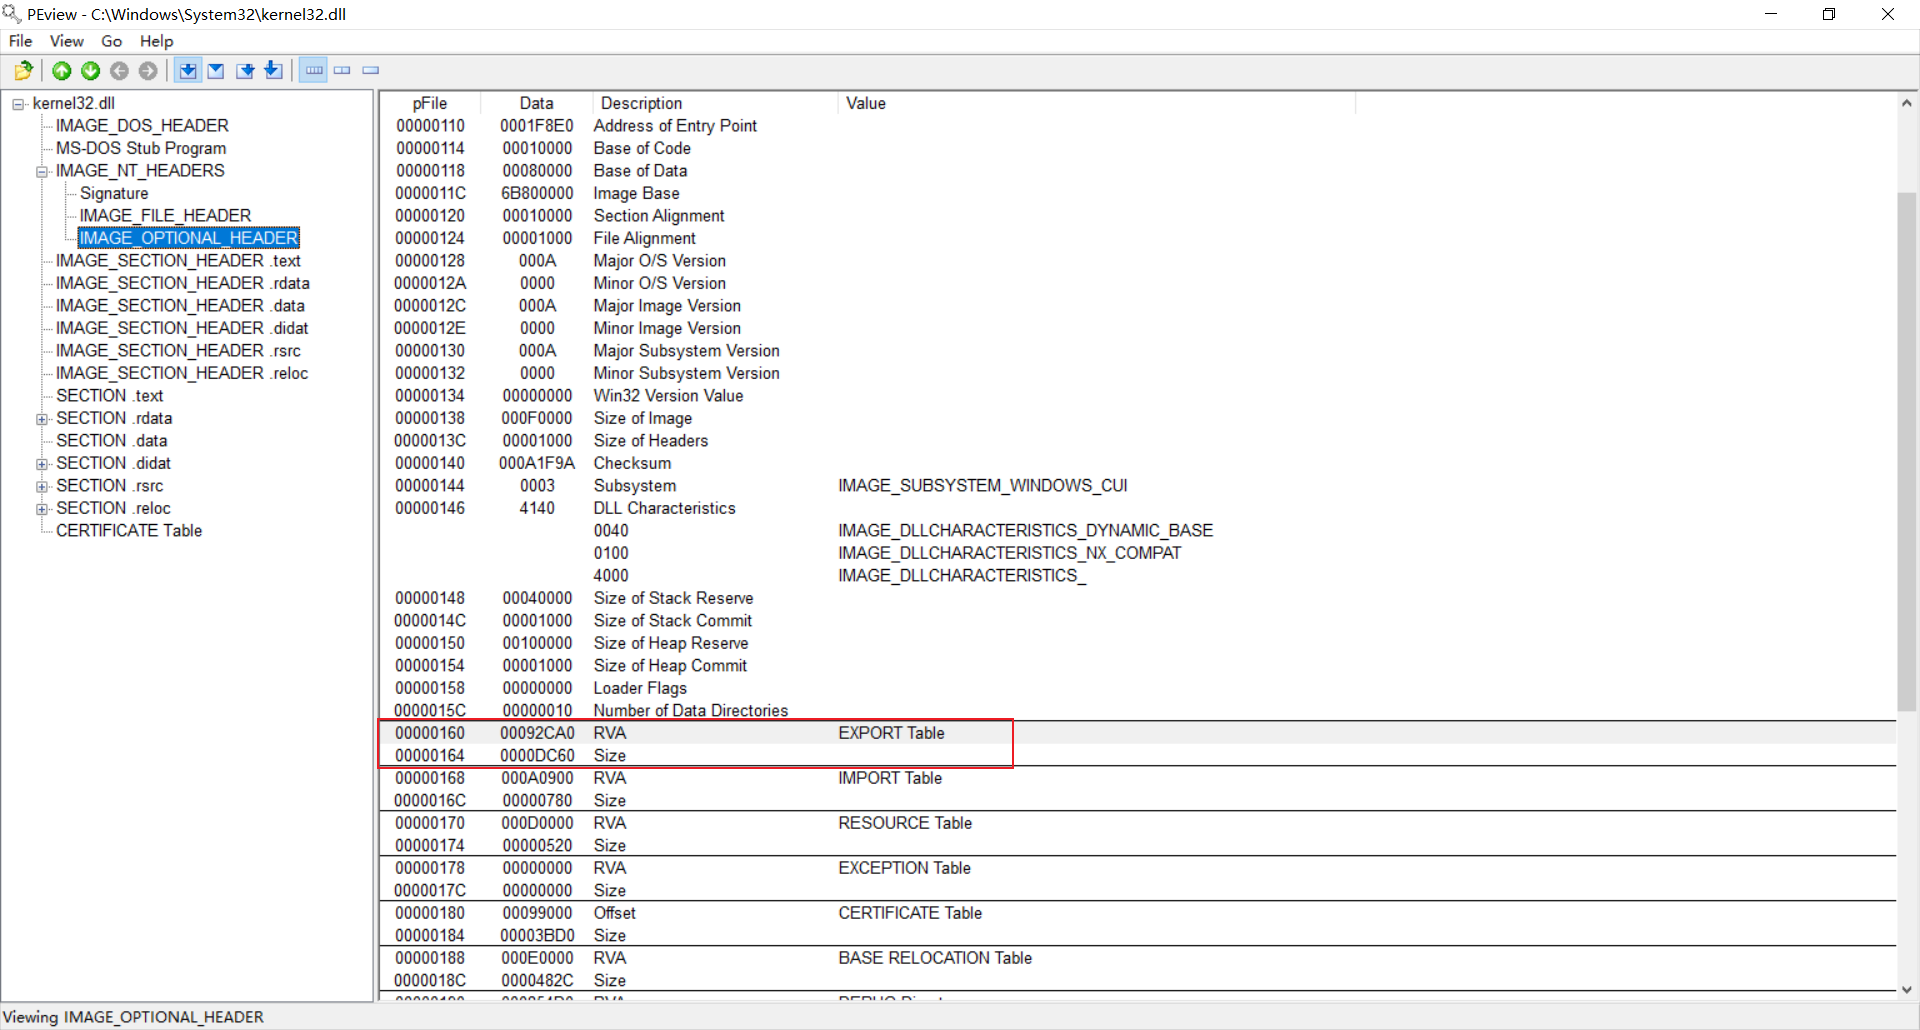 PEview - C:\Windows\System32\kernel32.dll
File View Go Help
kernel32.dll
IMAGE_DOS_HEADER
MS-DOS Stub Program
IMAGE_NT_HEADERS
Signature
IMAGE_FILE_HEADER
IMAGE_OPTIONAL_HEADER
IMAGE_SECTION_HEADER .text
IMAGE_SECTION_HEADER .rdata
IMAGE_SECTION_HEADER .data
IMAGE_SECTION_HEADER .didat
IMAGE_SECTION_HEADER .rsrc
IMAGE_SECTION_HEADER .reloc
SECTION .text
SECTION .rdata
SECTION .data
SECTION .didat
SECTION .rsrc
SECTION .reloc
CERTIFICATE Table
pFile Data Description Value
00000110 0001F8E0 Address of Entry Point
00000114 00010000 Base of Code
00000118 00080000 Base of Data
0000011C 6B800000 Image Base
00000120 00010000 Section Alignment
00000124 00001000 File Alignment
00000128 000A Major O/S Version
0000012A 0000 Minor O/S Version
0000012C 000A Major Image Version
0000012E 0000 Minor Image Version
00000130 000A Major Subsystem Version
00000132 0000 Minor Subsystem Version
00000134 00000000 Win32 Version Value
00000138 000F0000 Size of Image
0000013C 00001000 Size of Headers
00000140 000A1F9A Checksum
00000144 0003 Subsystem IMAGE_SUBSYSTEM_WINDOWS_CUI
00000146 4140 DLL Characteristics
0040 IMAGE_DLLCHARACTERISTICS_DYNAMIC_BASE
0100 IMAGE_DLLCHARACTERISTICS_NX_COMPAT
4000 IMAGE_DLLCHARACTERISTICS_
00000148 00040000 Size of Stack Reserve
0000014C 00001000 Size of Stack Commit
00000150 00100000 Size of Heap Reserve
00000154 00001000 Size of Heap Commit
00000158 00000000 Loader Flags
0000015C 00000010 Number of Data Directories
00000160 00092CA0 RVA EXPORT Table
00000164 0000DC60 Size
00000168 000A0900 RVA IMPORT Table
0000016C 00000780 Size
00000170 000D0000 RVA RESOURCE Table
00000174 00000520 Size
00000178 00000000 RVA EXCEPTION Table
0000017C 00000000 Size
00000180 00099000 Offset CERTIFICATE Table
00000184 00003BD0 Size
00000188 000E0000 RVA BASE RELOCATION Table
0000018C 0000482C Size
Viewing IMAGE_OPTIONAL_HEADER